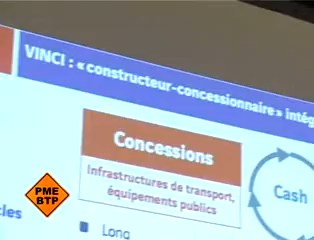 VINCI : « constructeur-concessionnaire » intég
Concessions
Infrastructures de transport,
équipements publics
Cash
PME
BTP
cles
Long